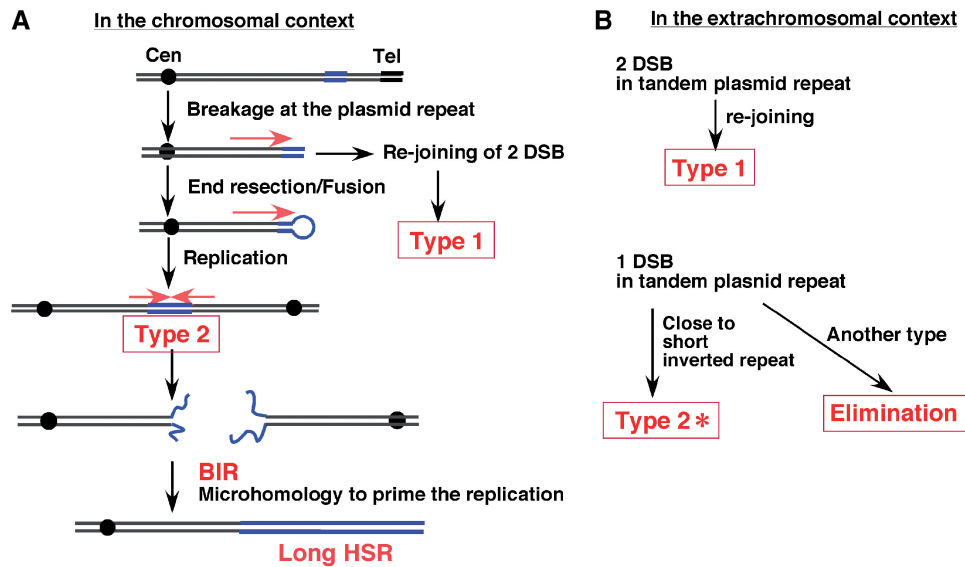 A
In the chromosomal context
Cen
Tel
Breakage at the plasmid repeat
Re-joining of 2 DSB
End resection/Fusion
Type 1
Replication
Type 2
BIR
Microhomology to prime the replication
Long HSR
B
In the extrachromosomal context
2 DSB
in tandem plasmid repeat
re-joining
Type 1
1 DSB
in tandem plasnid repeat
Close to
short
inverted repeat
Another type
Type 2*
Elimination